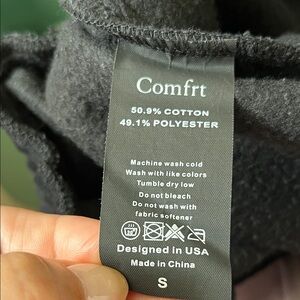 Comfrt
50.9% COTTON
49.1% POLYESTER
Machine wash cold
Wash with like colors
Tumble dry low
Do not bleach
Do not wash with
fabric softener
Designed in USA
Made in China
S